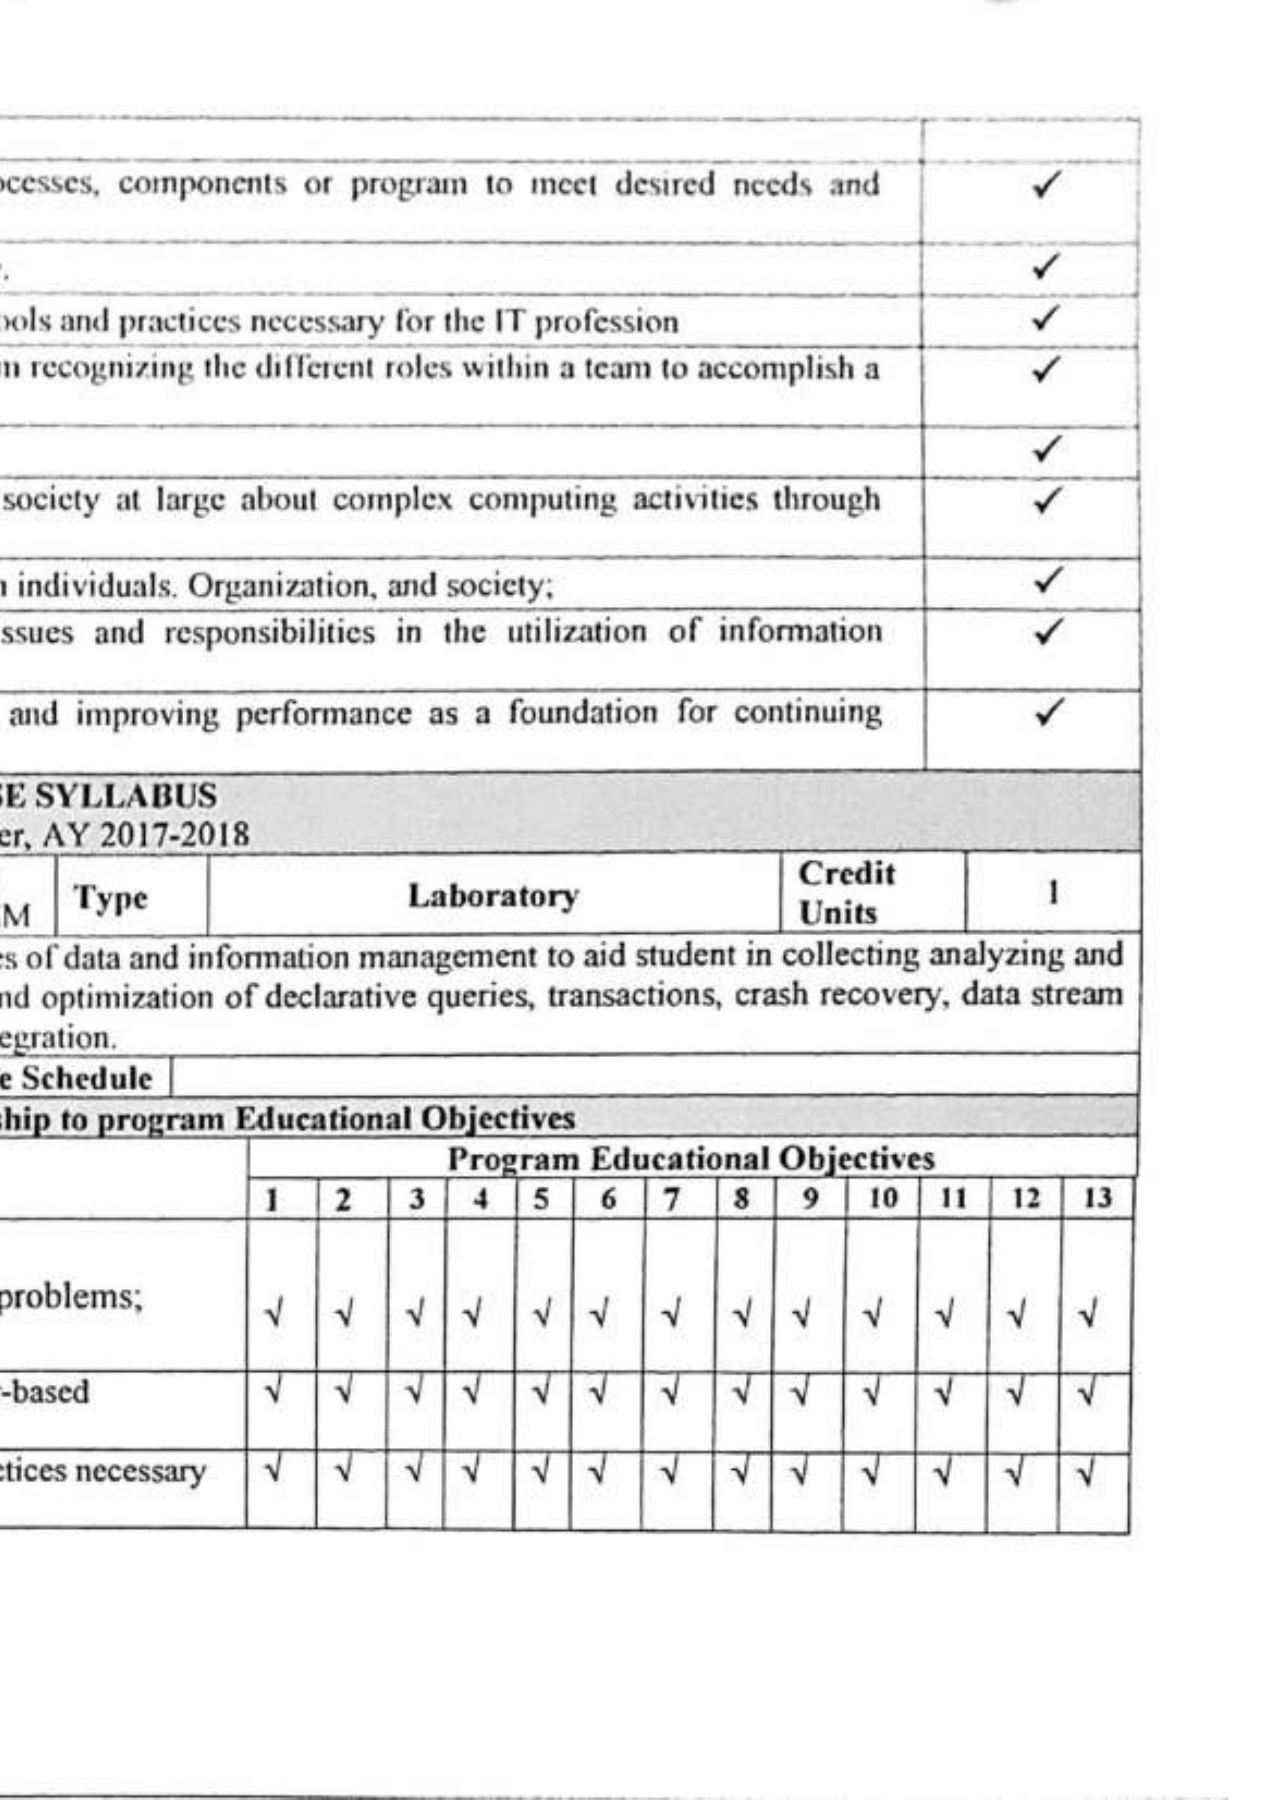 ocesses, components or program to meet desired needs and ✓
. ✓
ools and practices necessary for the IT profession ✓
n recognizing the different roles within a team to accomplish a ✓
✓
society at large about complex computing activities through ✓
n individuals. Organization, and society; ✓
ssues and responsibilities in the utilization of information ✓
and improving performance as a foundation for continuing ✓
SE SYLLABUS
er, AY 2017-2018
M Type Laboratory Credit Units 1
es of data and information management to aid student in collecting analyzing and
nd optimization of declarative queries, transactions, crash recovery, data stream
egration.
e Schedule
ship to program Educational Objectives
Program Educational Objectives
1 2 3 4 5 6 7 8 9 10 11 12 13
problems; √ √ √ √ √ √ √ √ √ √ √ √ √
-based √ √ √ √ √ √ √ √ √ √ √ √ √
ctices necessary √ √ √ √ √ √ √ √ √ √ √ √ √